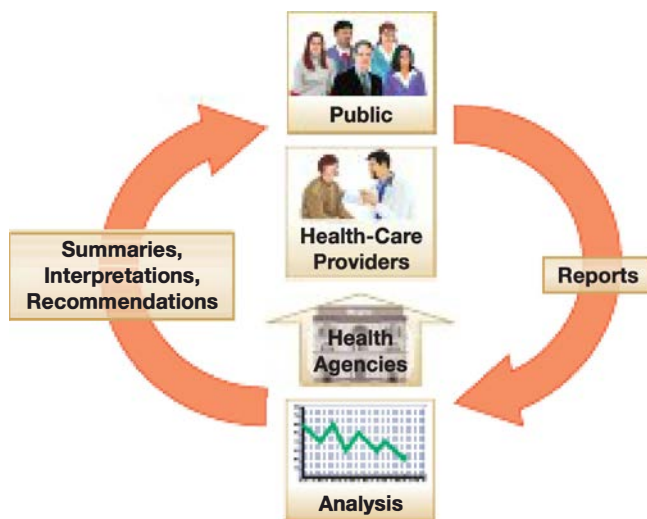 Public
Health-Care
Providers
Summaries,
Interpretations,
Recommendations
Reports
Health
Agencies
Analysis